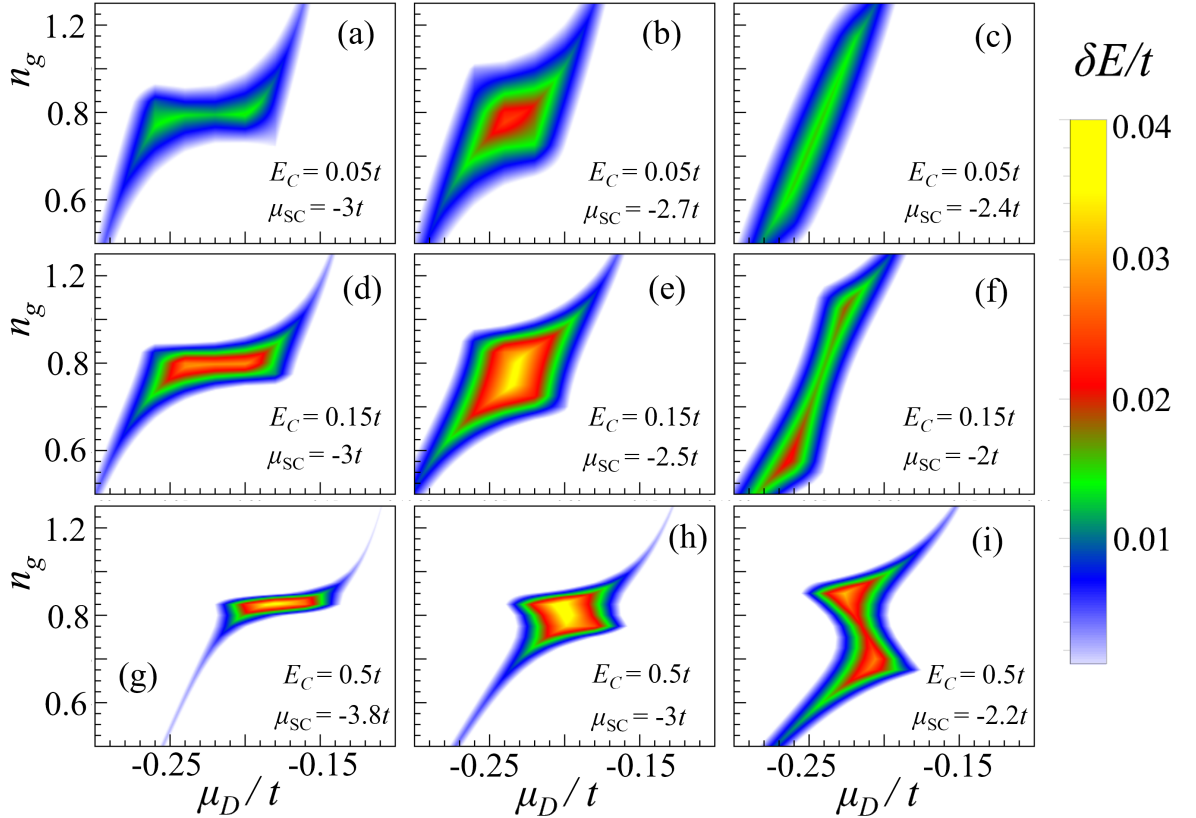 (a) (b) (c)
δE/t
n_g 1.2 0.8 0.6
E_C = 0.05t E_C = 0.05t E_C = 0.05t
μ_SC = -3t μ_SC = -2.7t μ_SC = -2.4t
0.04
0.03
0.02
0.01
(d) (e) (f)
n_g 1.2 0.8 0.6
E_C = 0.15t E_C = 0.15t E_C = 0.15t
μ_SC = -3t μ_SC = -2.5t μ_SC = -2t
(g) (h) (i)
n_g 1.2 0.8 0.6
E_C = 0.5t E_C = 0.5t E_C = 0.5t
μ_SC = -3.8t μ_SC = -3t μ_SC = -2.2t
-0.25 -0.15 -0.25 -0.15 -0.25 -0.15
μ_D / t μ_D / t μ_D / t